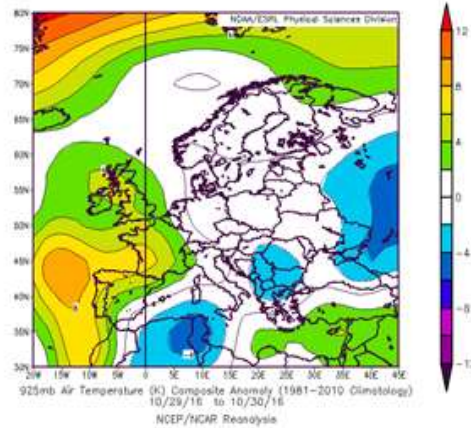 NOAA/ESRL Physical Sciences Division
80N
75N
70N
65N
60N
55N
50N
45N
40N
35N
30N
20W 15W 10W 5W 0 5E 10E 15E 20E 25E 30E 35E 40E 45E
12
8
4
0
-4
-8
925mb Air Temperature (K) Composite Anomaly (1981-2010 Climatology)
10/29/16 to 10/30/16
NCEP/NCAR Reanalysis